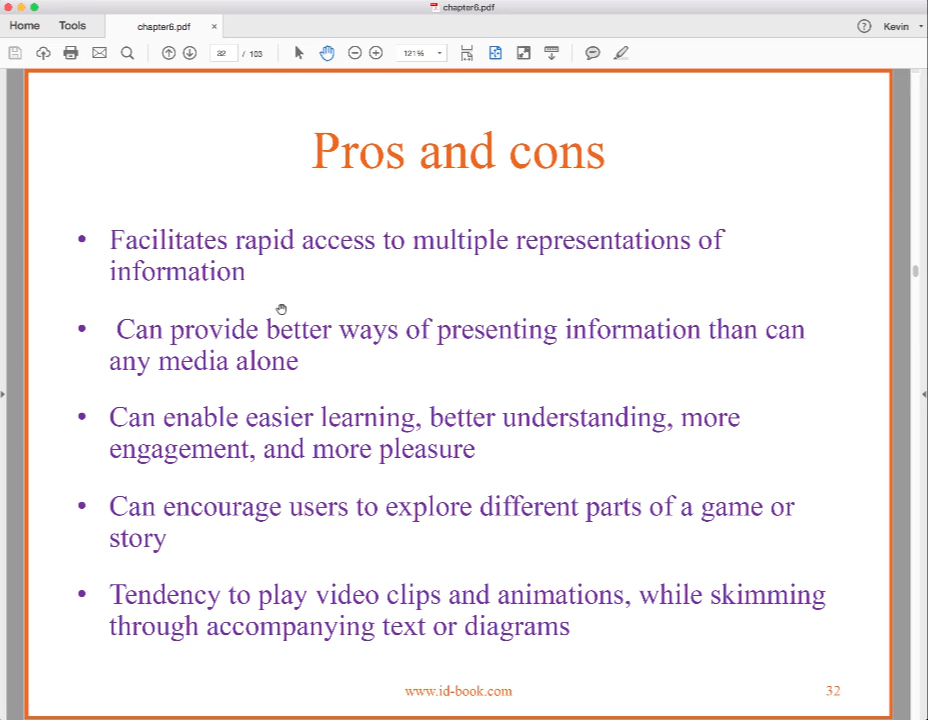 chapter6.pdf
Home Tools chapter6.pdf × ? Kevin
32 / 103 121%
Pros and cons
• Facilitates rapid access to multiple representations of
information
• Can provide better ways of presenting information than can
any media alone
• Can enable easier learning, better understanding, more
engagement, and more pleasure
• Can encourage users to explore different parts of a game or
story
• Tendency to play video clips and animations, while skimming
through accompanying text or diagrams
www.id-book.com 32